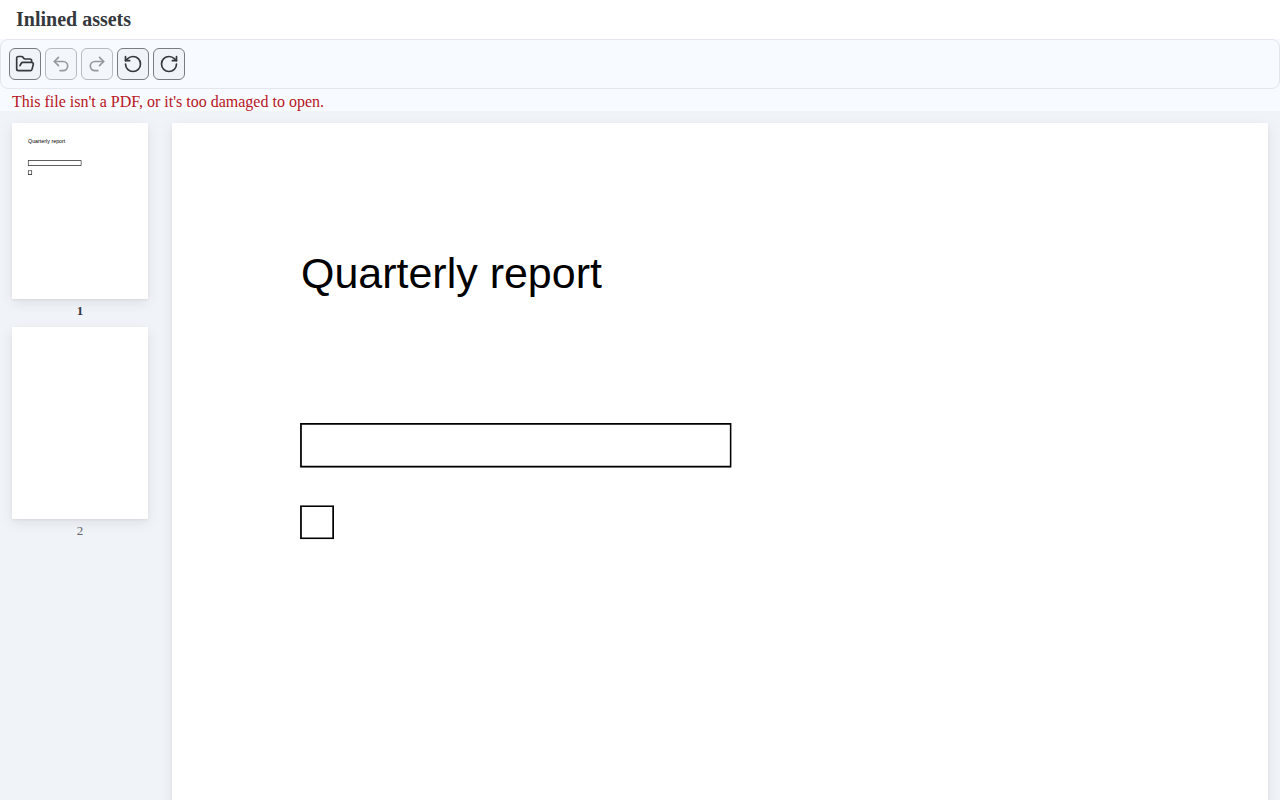 Inlined assets
This file isn't a PDF, or it's too damaged to open.
Quarterly report
1
2
Quarterly report